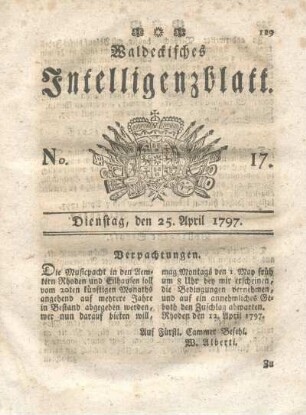 189
Waldeckisches
Intelligenzblatt.
No. 17.
Dienstag, den 25. April 1797.
Verpachtungen.
Die Musikpacht in den Aem-
tern Rhoden und Eilhausen soll
vom 20ten künftigen Monaths
angehend auf mehrere Jahre
in Bestand abgegeben werden,
wer nun darauf bieten will,
mag Montags den 1 May früh
um 8 Uhr bey mir erscheinen,
die Bedingungen vernehmen,
und auf ein annehmliches Ge-
both den Zuschlag abwarten.
Rhoden den 12. April 1797.
Auf Fürstl. Cammer Befehl.
W. Alberti.
Zu